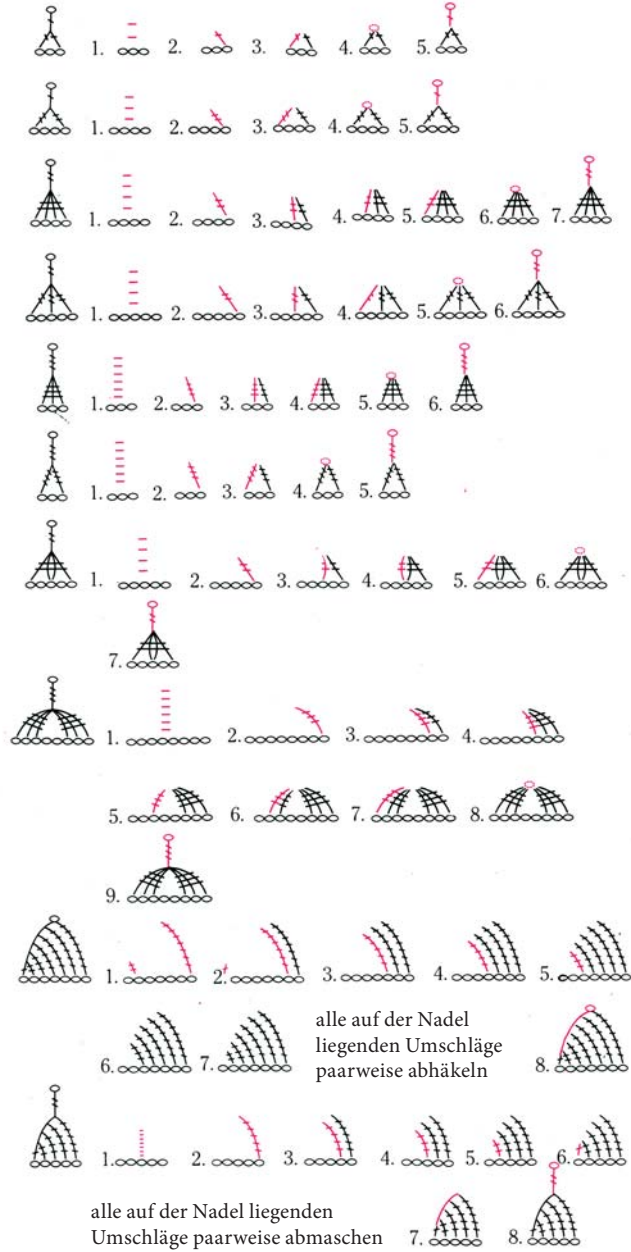 1. 2. 3. 4. 5.
1. 2. 3. 4. 5.
1. 2. 3. 4. 5. 6. 7.
1. 2. 3. 4. 5. 6.
1. 2. 3. 4. 5. 6.
1. 2. 3. 4. 5.
1. 2. 3. 4. 5. 6.
7.
1. 2. 3. 4.
5. 6. 7. 8.
9.
1. 2. 3. 4. 5.
6. 7. 8.
alle auf der Nadel
liegenden Umschläge
paarweise abhäkeln
1. 2. 3. 4. 5. 6.
alle auf der Nadel liegenden
Umschläge paarweise abmaschen
7. 8.